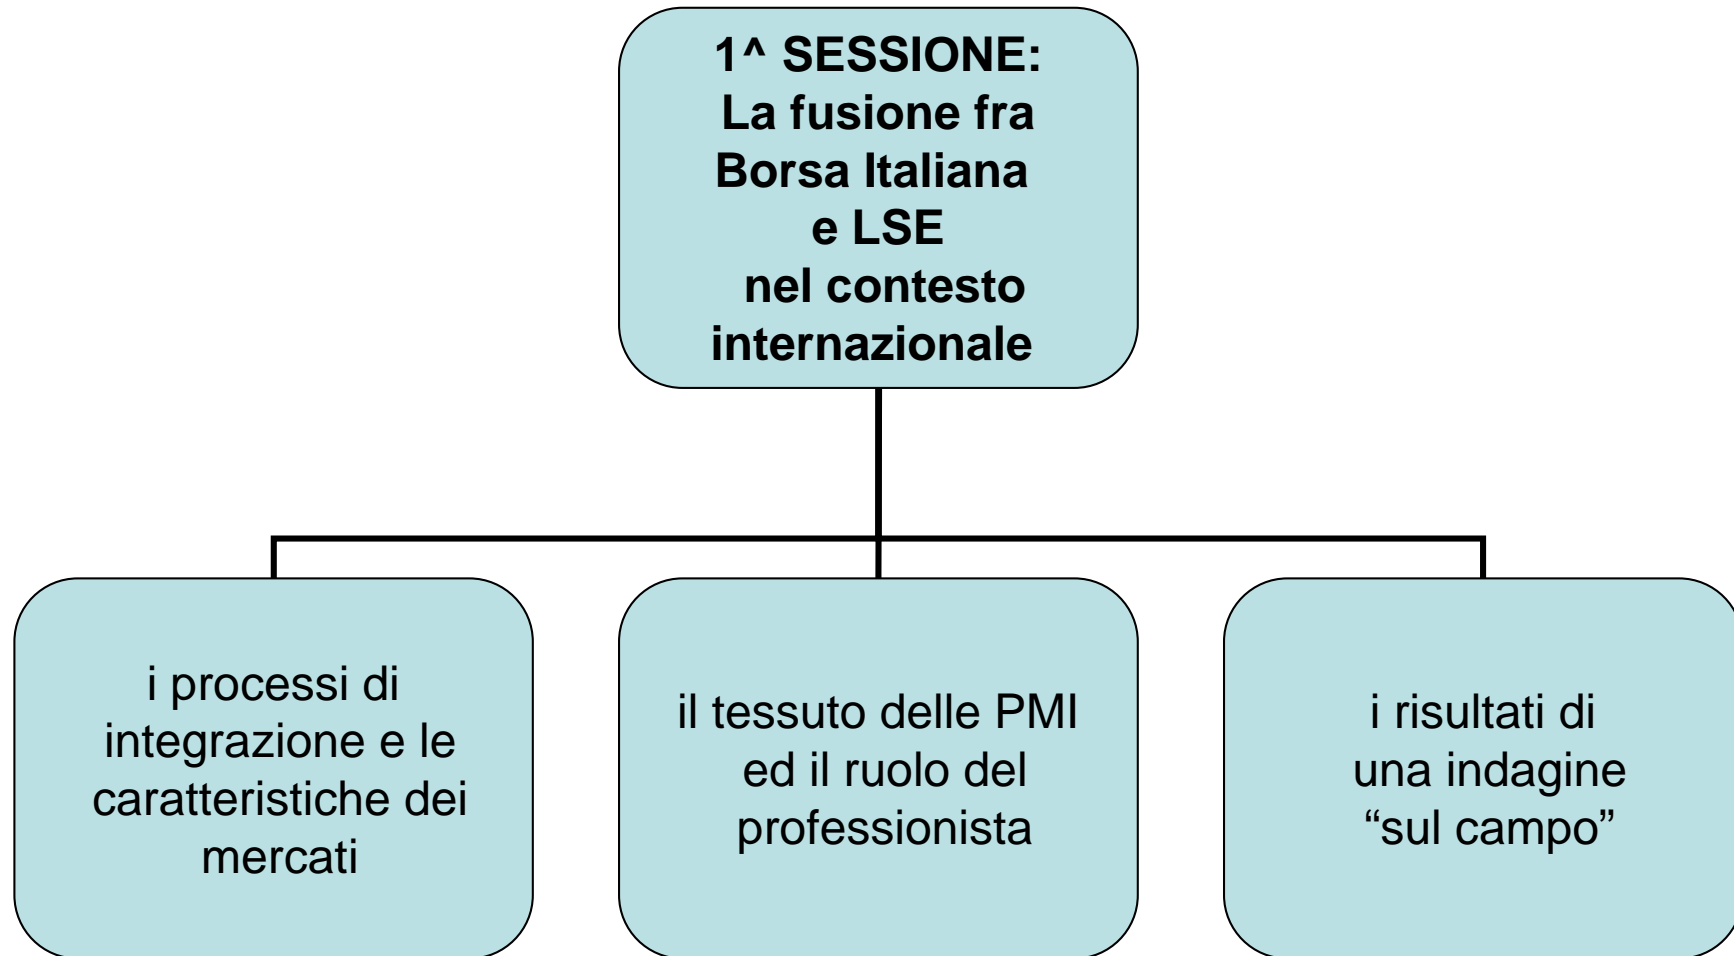 1^ SESSIONE:
La fusione fra
Borsa Italiana
e LSE
nel contesto
internazionale
i processi di
integrazione e le
caratteristiche dei
mercati
il tessuto delle PMI
ed il ruolo del
professionista
i risultati di
una indagine
“sul campo”